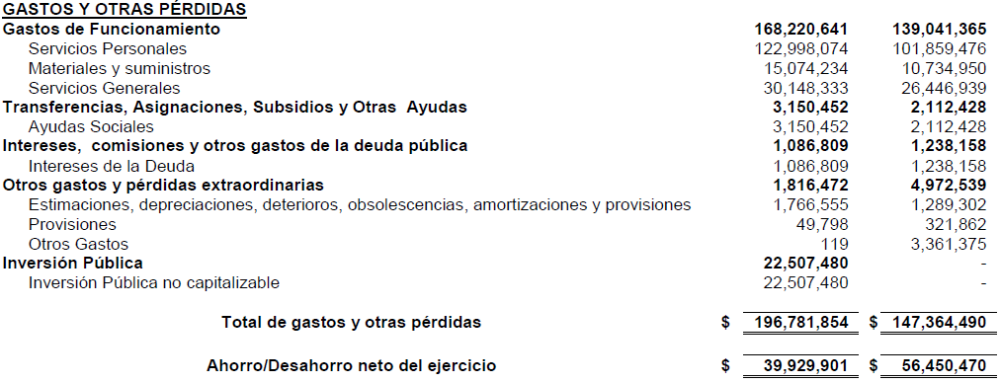 GASTOS Y OTRAS PÉRDIDAS
Gastos de Funcionamiento 168,220,641 139,041,365
Servicios Personales 122,998,074 101,859,476
Materiales y suministros 15,074,234 10,734,950
Servicios Generales 30,148,333 26,446,939
Transferencias, Asignaciones, Subsidios y Otras Ayudas 3,150,452 2,112,428
Ayudas Sociales 3,150,452 2,112,428
Intereses, comisiones y otros gastos de la deuda pública 1,086,809 1,238,158
Intereses de la Deuda 1,086,809 1,238,158
Otros gastos y pérdidas extraordinarias 1,816,472 4,972,539
Estimaciones, depreciaciones, deterioros, obsolescencias, amortizaciones y provisiones 1,766,555 1,289,302
Provisiones 49,798 321,862
Otros Gastos 119 3,361,375
Inversión Pública 22,507,480 -
Inversión Pública no capitalizable 22,507,480 -
Total de gastos y otras pérdidas $ 196,781,854 $ 147,364,490
Ahorro/Desahorro neto del ejercicio $ 39,929,901 $ 56,450,470